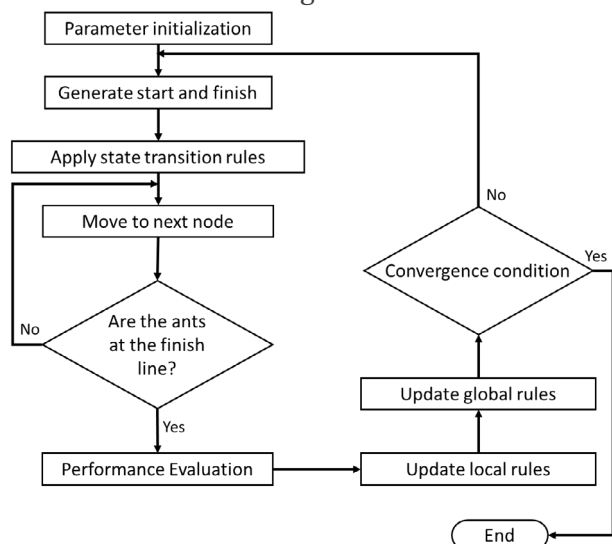 Parameter initialization
Generate start and finish
Apply state transition rules
Move to next node
Are the ants
at the finish
line?
No
Yes
Performance Evaluation
Update local rules
Update global rules
Convergence condition
No
Yes
End